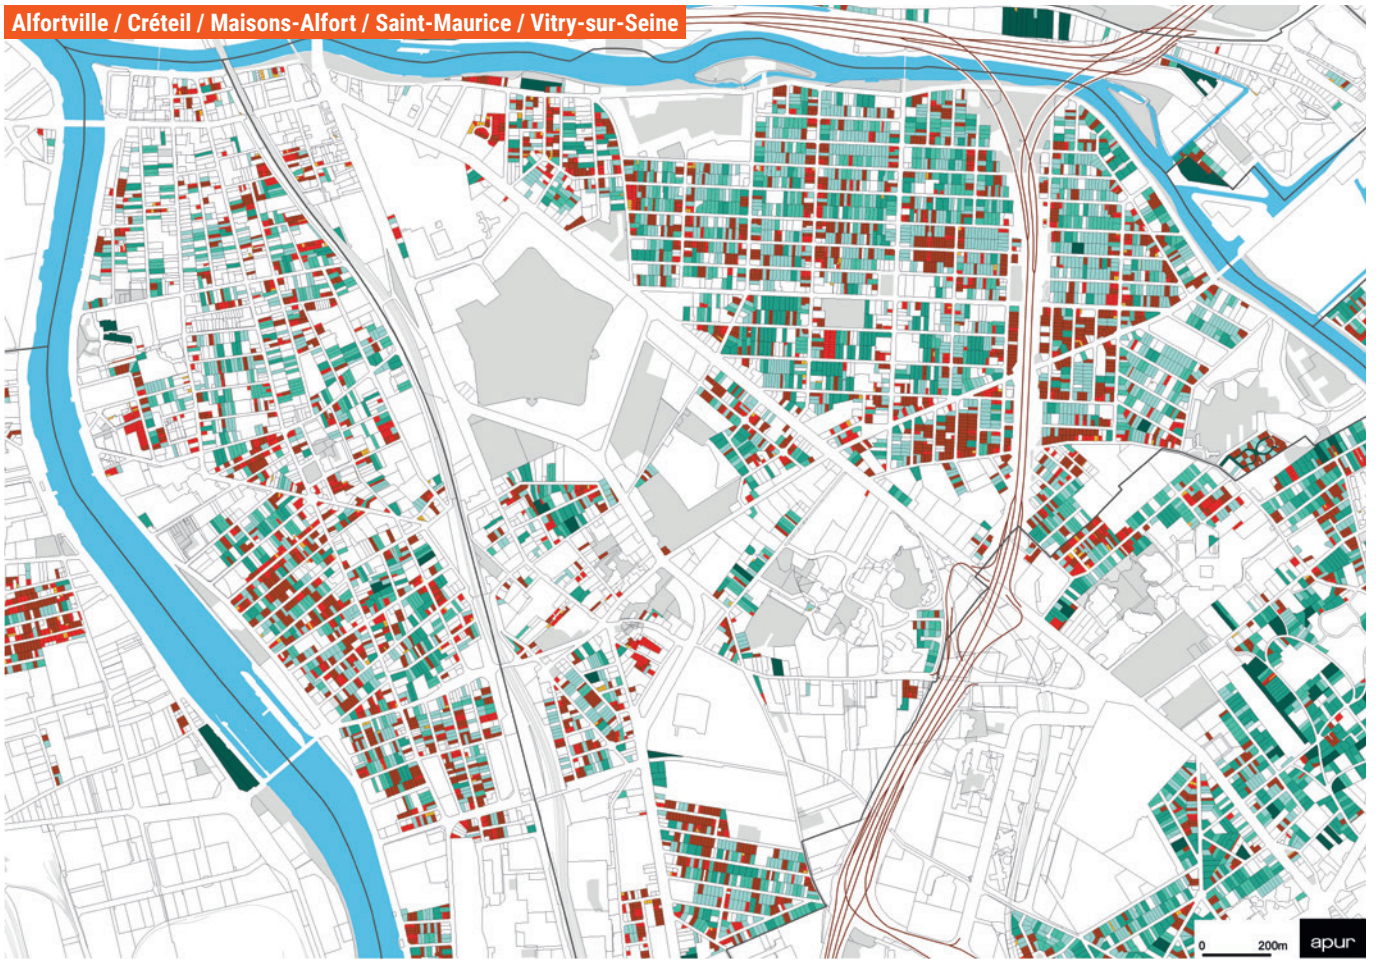 Alfortville / Créteil / Maisons-Alfort / Saint-Maurice / Vitry-sur-Seine
0 200m
apur